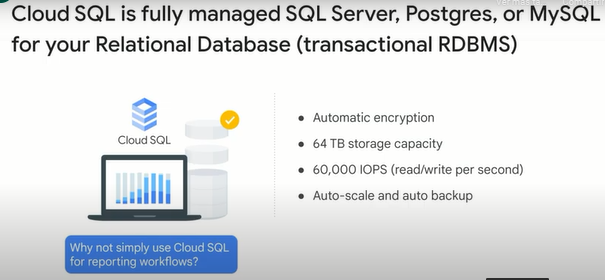 Cloud SQL is fully managed SQL Server, Postgres, or MySQL
for your Relational Database (transactional RDBMS)
Cloud SQL
• Automatic encryption
• 64 TB storage capacity
• 60,000 IOPS (read/write per second)
• Auto-scale and auto backup
Why not simply use Cloud SQL
for reporting workflows?